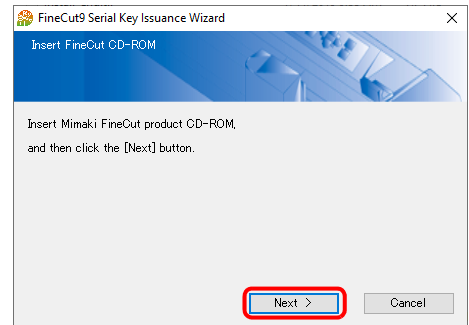 FineCut9 Serial Key Issuance Wizard
Insert FineCut CD-ROM
Insert Mimaki FineCut product CD-ROM,
and then click the [Next] button.
Next >
Cancel